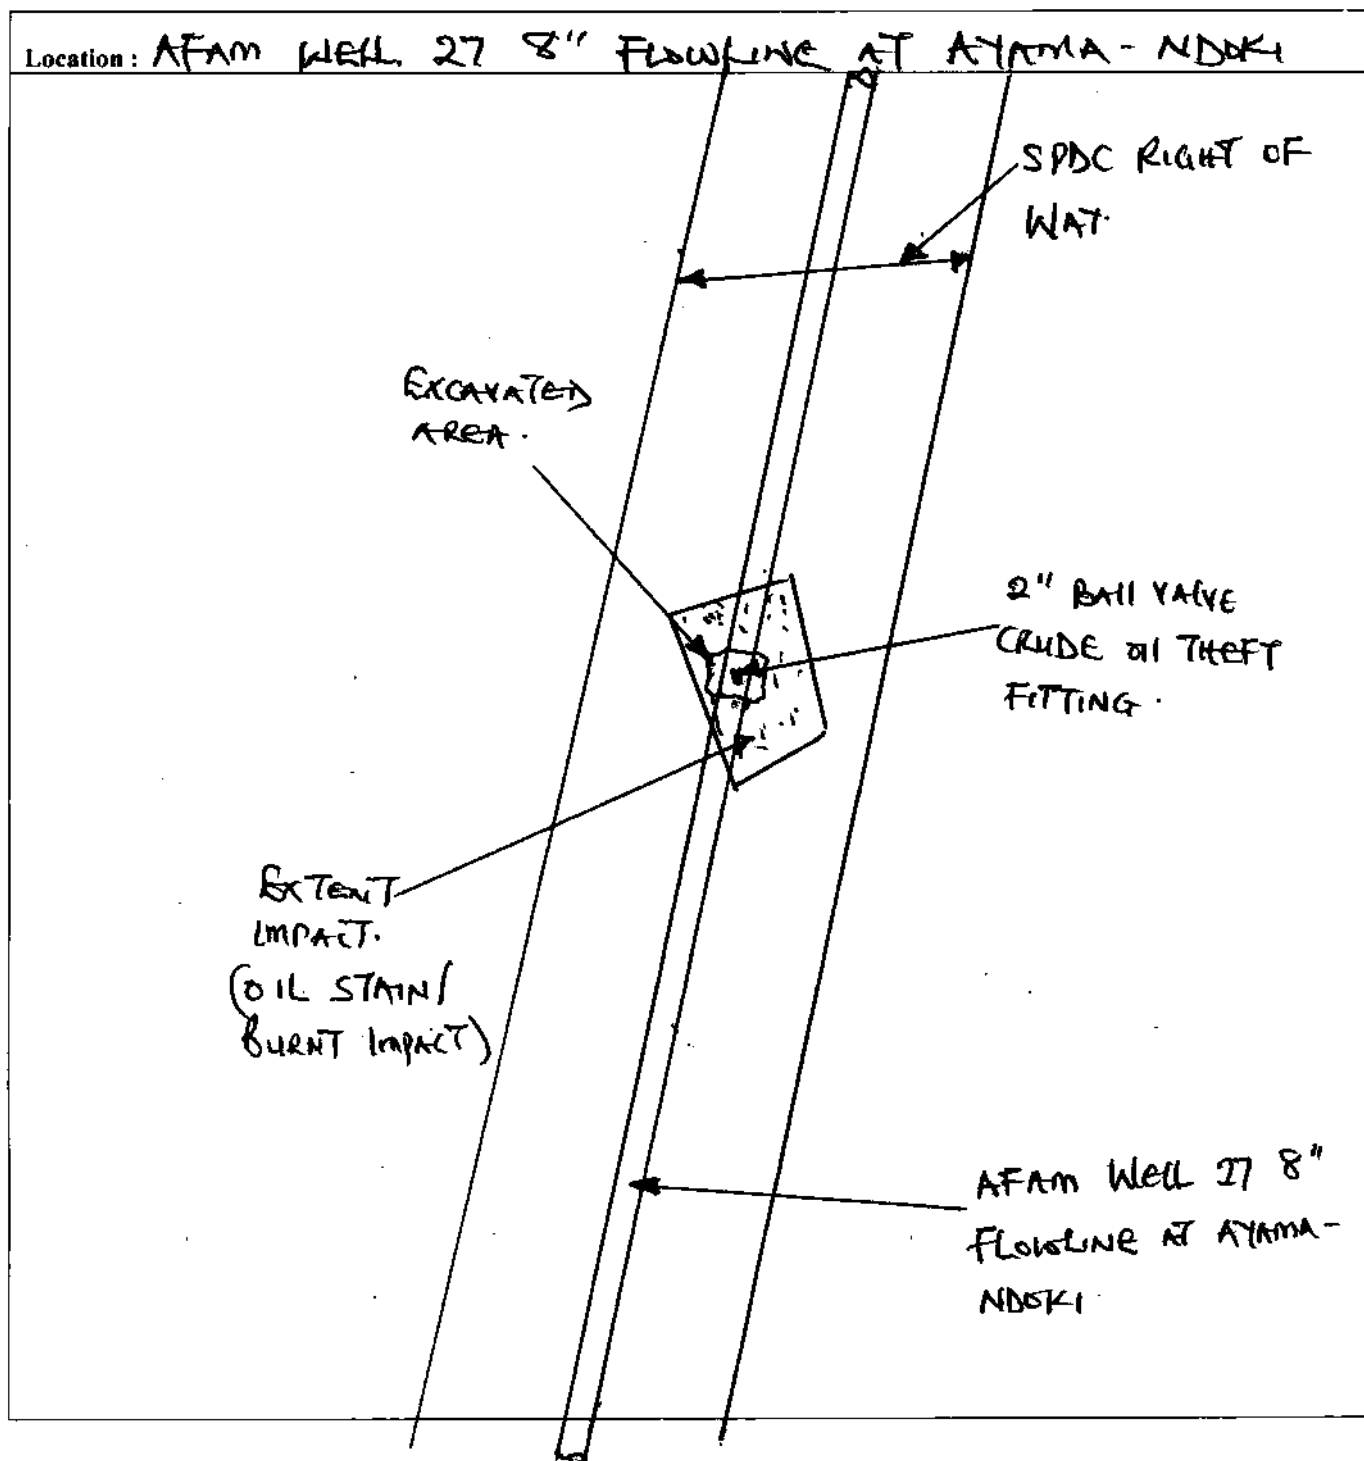 Location : AFAM WELL 27 8" FLOWLINE AT AYAMA - NDOKI
SPDC RIGHT OF
WAY.
EXCAVATED
AREA.
2" BALL VALVE
CRUDE OIL THEFT
FITTING.
EXTENT
IMPACT.
(OIL STAIN/
BURNT IMPACT)
AFAM WELL 27 8"
FLOWLINE AT AYAMA-
NDOKI